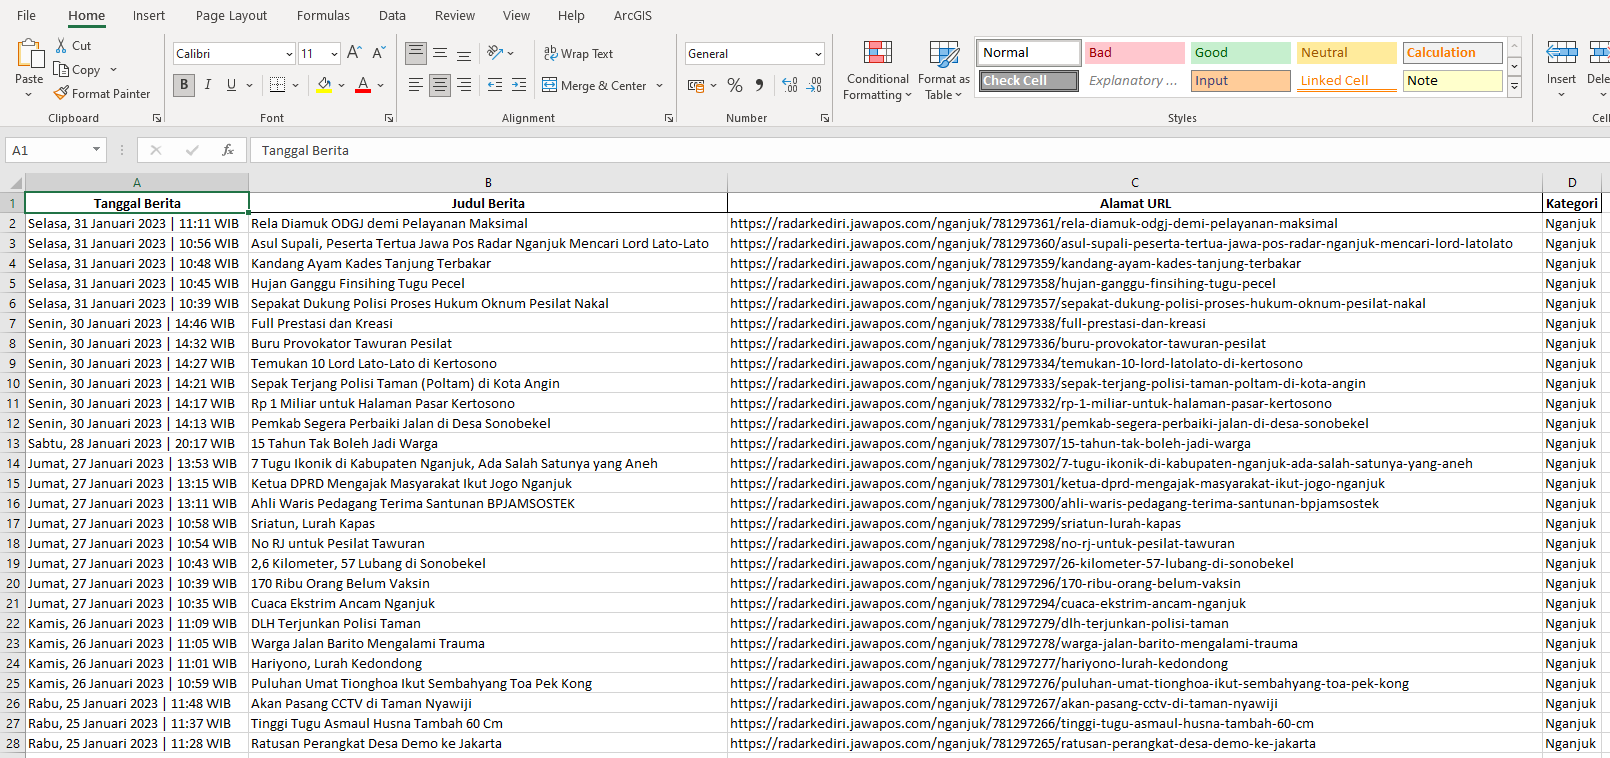 File Home Insert Page Layout Formulas Data Review View Help ArcGIS
Paste Cut Copy Format Painter Clipboard
Calibri 11 B I U A Font
ab Wrap Text Merge & Center Alignment
General % Number
Conditional Formatting Format as Table
Normal Bad Good Neutral Calculation
Check Cell Explanatory ... Input Linked Cell Note
Styles
Insert Dele
Cell
A1 fx Tanggal Berita
A B C D
1 Tanggal Berita Judul Berita Alamat URL Kategori
2 Selasa, 31 Januari 2023 | 11:11 WIB Rela Diamuk ODGJ demi Pelayanan Maksimal https://radarkediri.jawapos.com/nganjuk/781297361/rela-diamuk-odgj-demi-pelayanan-maksimal Nganjuk
3 Selasa, 31 Januari 2023 | 10:56 WIB Asul Supali, Peserta Tertua Jawa Pos Radar Nganjuk Mencari Lord Lato-Lato https://radarkediri.jawapos.com/nganjuk/781297360/asul-supali-peserta-tertua-jawa-pos-radar-nganjuk-mencari-lord-latolato Nganjuk
4 Selasa, 31 Januari 2023 | 10:48 WIB Kandang Ayam Kades Tanjung Terbakar https://radarkediri.jawapos.com/nganjuk/781297359/kandang-ayam-kades-tanjung-terbakar Nganjuk
5 Selasa, 31 Januari 2023 | 10:45 WIB Hujan Ganggu Finsihing Tugu Pecel https://radarkediri.jawapos.com/nganjuk/781297358/hujan-ganggu-finsihing-tugu-pecel Nganjuk
6 Selasa, 31 Januari 2023 | 10:39 WIB Sepakat Dukung Polisi Proses Hukum Oknum Pesilat Nakal https://radarkediri.jawapos.com/nganjuk/781297357/sepakat-dukung-polisi-proses-hukum-oknum-pesilat-nakal Nganjuk
7 Senin, 30 Januari 2023 | 14:46 WIB Full Prestasi dan Kreasi https://radarkediri.jawapos.com/nganjuk/781297338/full-prestasi-dan-kreasi Nganjuk
8 Senin, 30 Januari 2023 | 14:32 WIB Buru Provokator Tawuran Pesilat https://radarkediri.jawapos.com/nganjuk/781297336/buru-provokator-tawuran-pesilat Nganjuk
9 Senin, 30 Januari 2023 | 14:27 WIB Temukan 10 Lord Lato-Lato di Kertosono https://radarkediri.jawapos.com/nganjuk/781297334/temukan-10-lord-latolato-di-kertosono Nganjuk
10 Senin, 30 Januari 2023 | 14:21 WIB Sepak Terjang Polisi Taman (Poltam) di Kota Angin https://radarkediri.jawapos.com/nganjuk/781297333/sepak-terjang-polisi-taman-poltam-di-kota-angin Nganjuk
11 Senin, 30 Januari 2023 | 14:17 WIB Rp 1 Miliar untuk Halaman Pasar Kertosono https://radarkediri.jawapos.com/nganjuk/781297332/rp-1-miliar-untuk-halaman-pasar-kertosono Nganjuk
12 Senin, 30 Januari 2023 | 14:13 WIB Pemkab Segera Perbaiki Jalan di Desa Sonobekel https://radarkediri.jawapos.com/nganjuk/781297331/pemkab-segera-perbaiki-jalan-di-desa-sonobekel Nganjuk
13 Sabtu, 28 Januari 2023 | 20:17 WIB 15 Tahun Tak Boleh Jadi Warga https://radarkediri.jawapos.com/nganjuk/781297307/15-tahun-tak-boleh-jadi-warga Nganjuk
14 Jumat, 27 Januari 2023 | 13:53 WIB 7 Tugu Ikonik di Kabupaten Nganjuk, Ada Salah Satunya yang Aneh https://radarkediri.jawapos.com/nganjuk/781297302/7-tugu-ikonik-di-kabupaten-nganjuk-ada-salah-satunya-yang-aneh Nganjuk
15 Jumat, 27 Januari 2023 | 13:15 WIB Ketua DPRD Mengajak Masyarakat Ikut Jogo Nganjuk https://radarkediri.jawapos.com/nganjuk/781297301/ketua-dprd-mengajak-masyarakat-ikut-jogo-nganjuk Nganjuk
16 Jumat, 27 Januari 2023 | 13:11 WIB Ahli Waris Pedagang Terima Santunan BPJAMSOSTEK https://radarkediri.jawapos.com/nganjuk/781297300/ahli-waris-pedagang-terima-santunan-bpjamsostek Nganjuk
17 Jumat, 27 Januari 2023 | 10:58 WIB Sriatun, Lurah Kapas https://radarkediri.jawapos.com/nganjuk/781297299/sriatun-lurah-kapas Nganjuk
18 Jumat, 27 Januari 2023 | 10:54 WIB No RJ untuk Pesilat Tawuran https://radarkediri.jawapos.com/nganjuk/781297298/no-rj-untuk-pesilat-tawuran Nganjuk
19 Jumat, 27 Januari 2023 | 10:43 WIB 2,6 Kilometer, 57 Lubang di Sonobekel https://radarkediri.jawapos.com/nganjuk/781297297/26-kilometer-57-lubang-di-sonobekel Nganjuk
20 Jumat, 27 Januari 2023 | 10:39 WIB 170 Ribu Orang Belum Vaksin https://radarkediri.jawapos.com/nganjuk/781297296/170-ribu-orang-belum-vaksin Nganjuk
21 Jumat, 27 Januari 2023 | 10:35 WIB Cuaca Ekstrim Ancam Nganjuk https://radarkediri.jawapos.com/nganjuk/781297294/cuaca-ekstrim-ancam-nganjuk Nganjuk
22 Kamis, 26 Januari 2023 | 11:09 WIB DLH Terjunkan Polisi Taman https://radarkediri.jawapos.com/nganjuk/781297279/dlh-terjunkan-polisi-taman Nganjuk
23 Kamis, 26 Januari 2023 | 11:05 WIB Warga Jalan Barito Mengalami Trauma https://radarkediri.jawapos.com/nganjuk/781297278/warga-jalan-barito-mengalami-trauma Nganjuk
24 Kamis, 26 Januari 2023 | 11:01 WIB Hariyono, Lurah Kedondong https://radarkediri.jawapos.com/nganjuk/781297277/hariyono-lurah-kedondong Nganjuk
25 Kamis, 26 Januari 2023 | 10:59 WIB Puluhan Umat Tionghoa Ikut Sembahyang Toa Pek Kong https://radarkediri.jawapos.com/nganjuk/781297276/puluhan-umat-tionghoa-ikut-sembahyang-toa-pek-kong Nganjuk
26 Rabu, 25 Januari 2023 | 11:48 WIB Akan Pasang CCTV di Taman Nyawiji https://radarkediri.jawapos.com/nganjuk/781297267/akan-pasang-cctv-di-taman-nyawiji Nganjuk
27 Rabu, 25 Januari 2023 | 11:37 WIB Tinggi Tugu Asmaul Husna Tambah 60 Cm https://radarkediri.jawapos.com/nganjuk/781297266/tinggi-tugu-asmaul-husna-tambah-60-cm Nganjuk
28 Rabu, 25 Januari 2023 | 11:28 WIB Ratusan Perangkat Desa Demo ke Jakarta https://radarkediri.jawapos.com/nganjuk/781297265/ratusan-perangkat-desa-demo-ke-jakarta Nganjuk